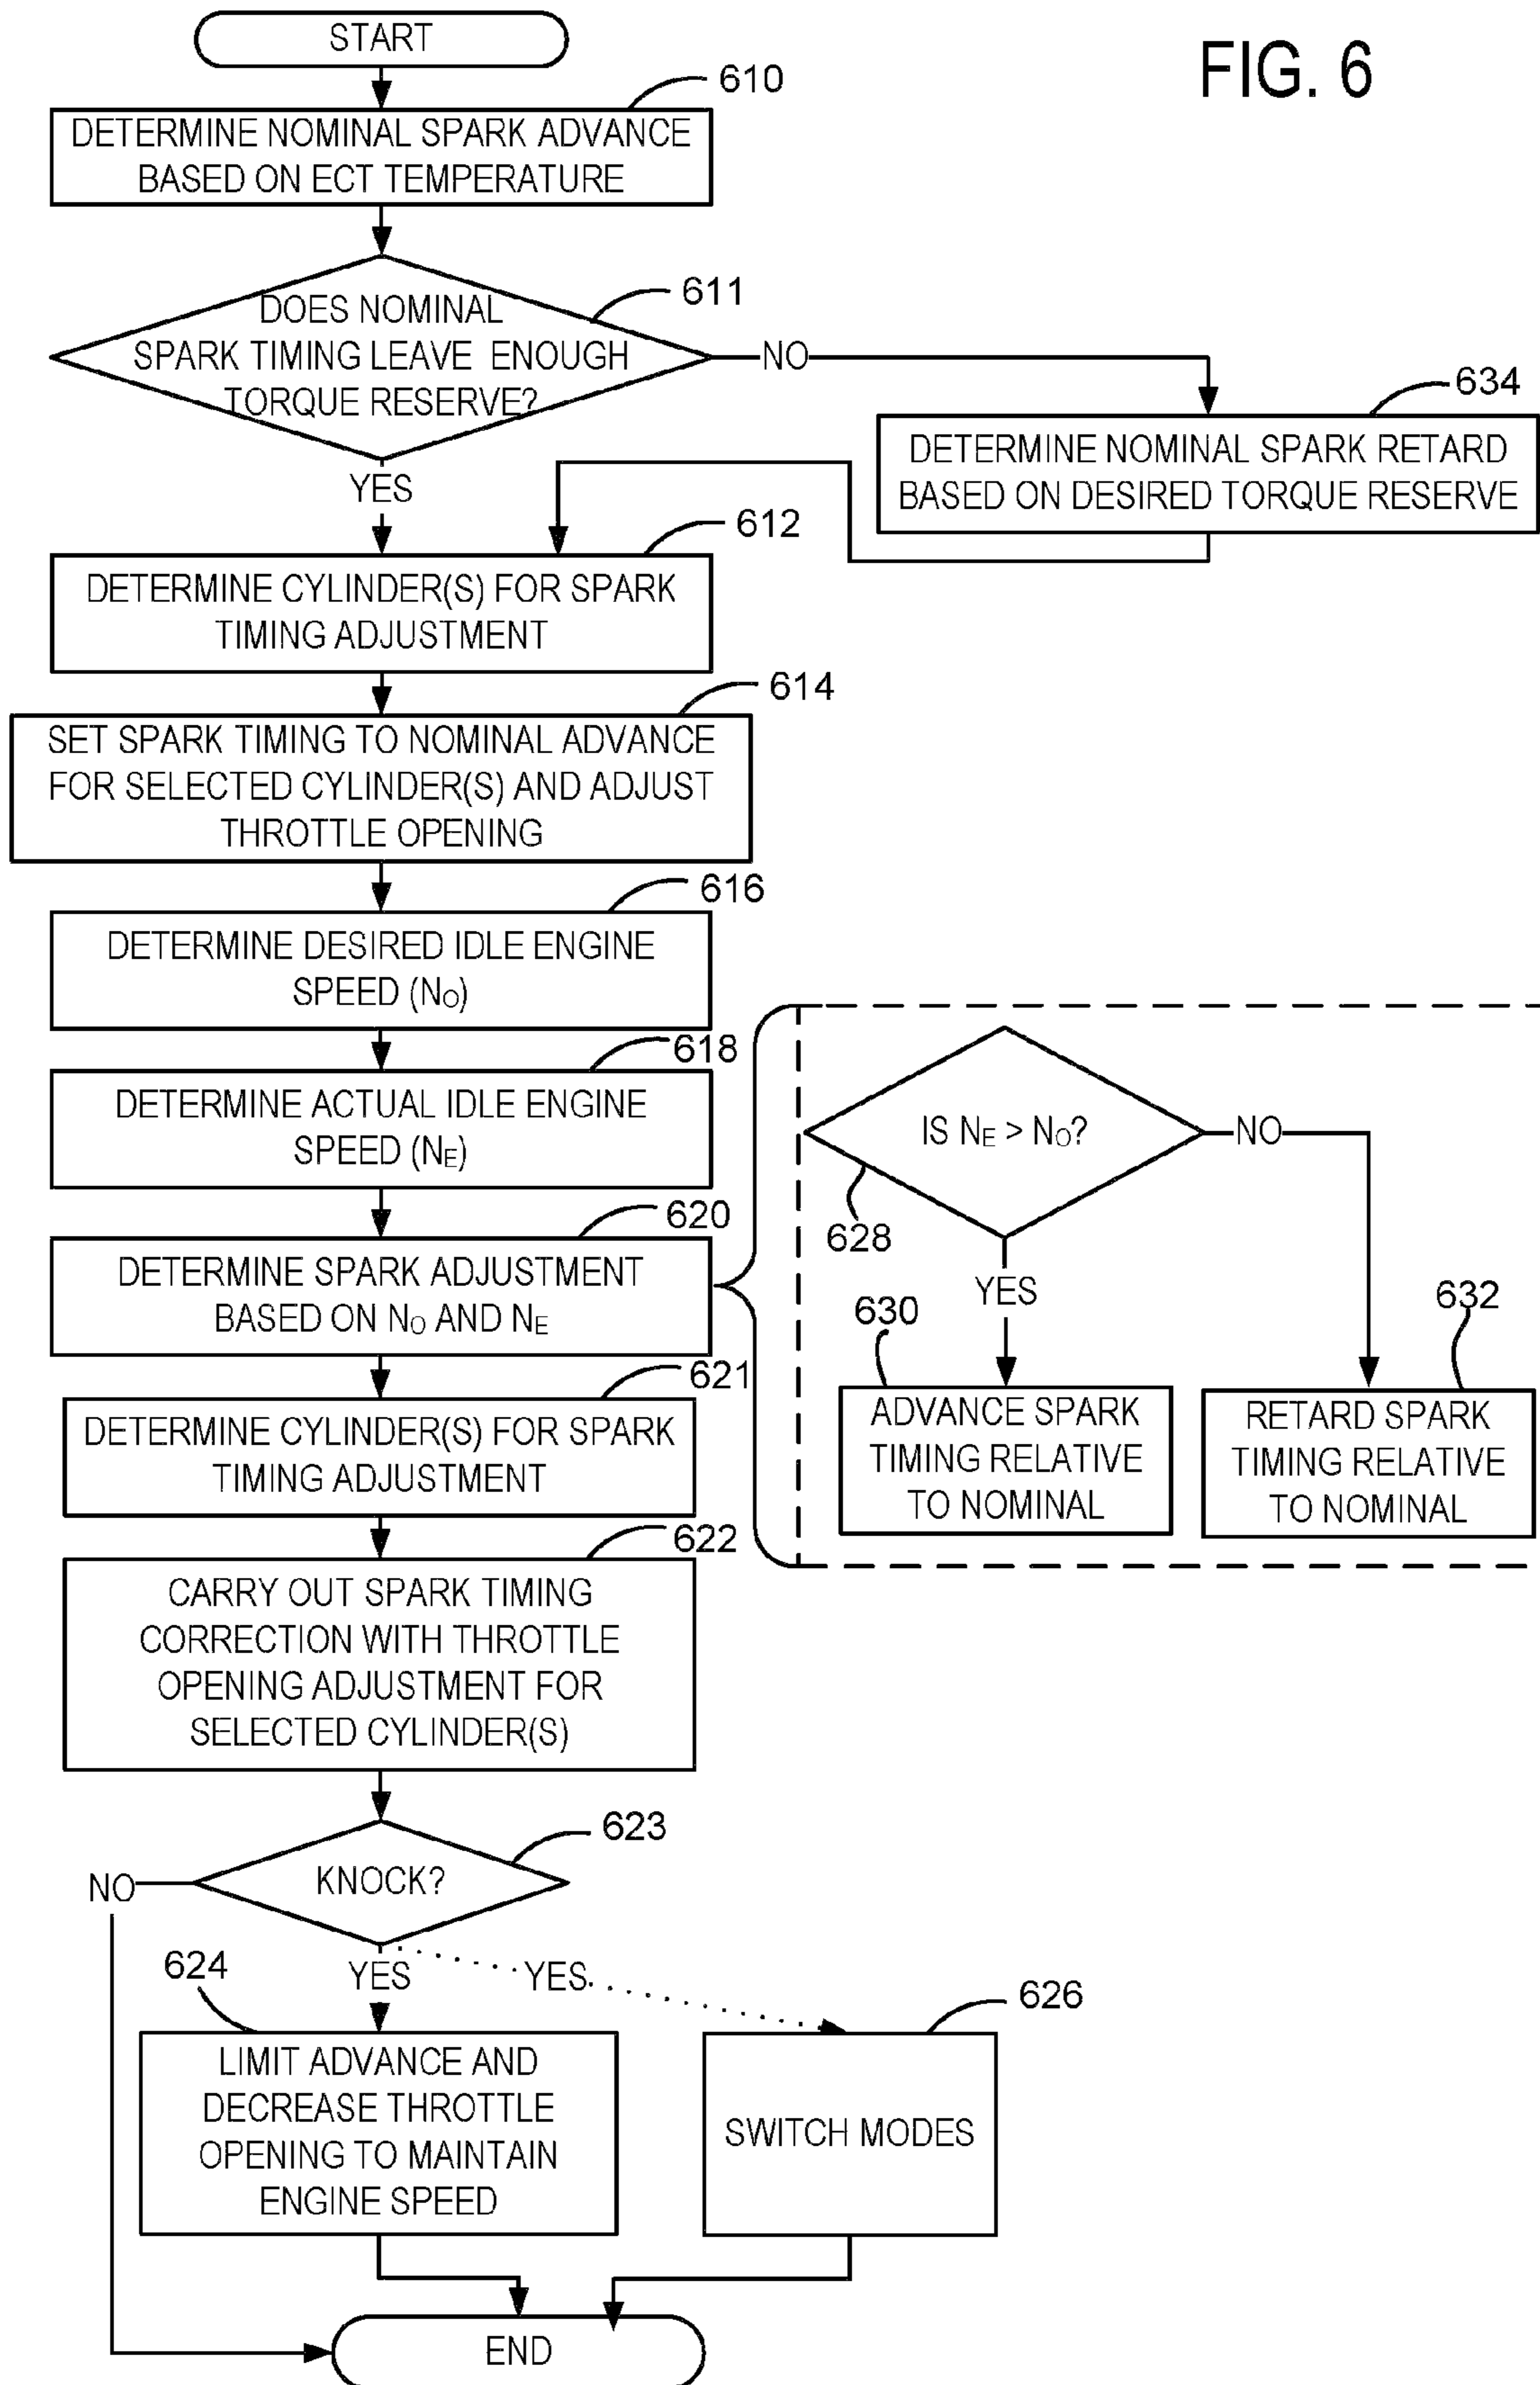 FIG. 6
START
610
DETERMINE NOMINAL SPARK ADVANCE
BASED ON ECT TEMPERATURE
611
DOES NOMINAL
SPARK TIMING LEAVE ENOUGH
TORQUE RESERVE?
NO
YES
634
DETERMINE NOMINAL SPARK RETARD
BASED ON DESIRED TORQUE RESERVE
612
DETERMINE CYLINDER(S) FOR SPARK
TIMING ADJUSTMENT
614
SET SPARK TIMING TO NOMINAL ADVANCE
FOR SELECTED CYLINDER(S) AND ADJUST
THROTTLE OPENING
616
DETERMINE DESIRED IDLE ENGINE
SPEED (NO)
618
DETERMINE ACTUAL IDLE ENGINE
SPEED (NE)
620
DETERMINE SPARK ADJUSTMENT
BASED ON NO AND NE
IS NE > NO?
628
NO
YES
630
ADVANCE SPARK
TIMING RELATIVE
TO NOMINAL
632
RETARD SPARK
TIMING RELATIVE
TO NOMINAL
621
DETERMINE CYLINDER(S) FOR SPARK
TIMING ADJUSTMENT
622
CARRY OUT SPARK TIMING
CORRECTION WITH THROTTLE
OPENING ADJUSTMENT FOR
SELECTED CYLINDER(S)
623
KNOCK?
NO
YES
YES
624
LIMIT ADVANCE AND
DECREASE THROTTLE
OPENING TO MAINTAIN
ENGINE SPEED
626
SWITCH MODES
END